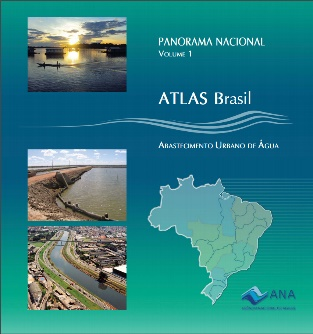 PANORAMA NACIONAL
VOLUME 1
ATLAS Brasil
ABASTECIMENTO URBANO DE ÁGUA
ANA